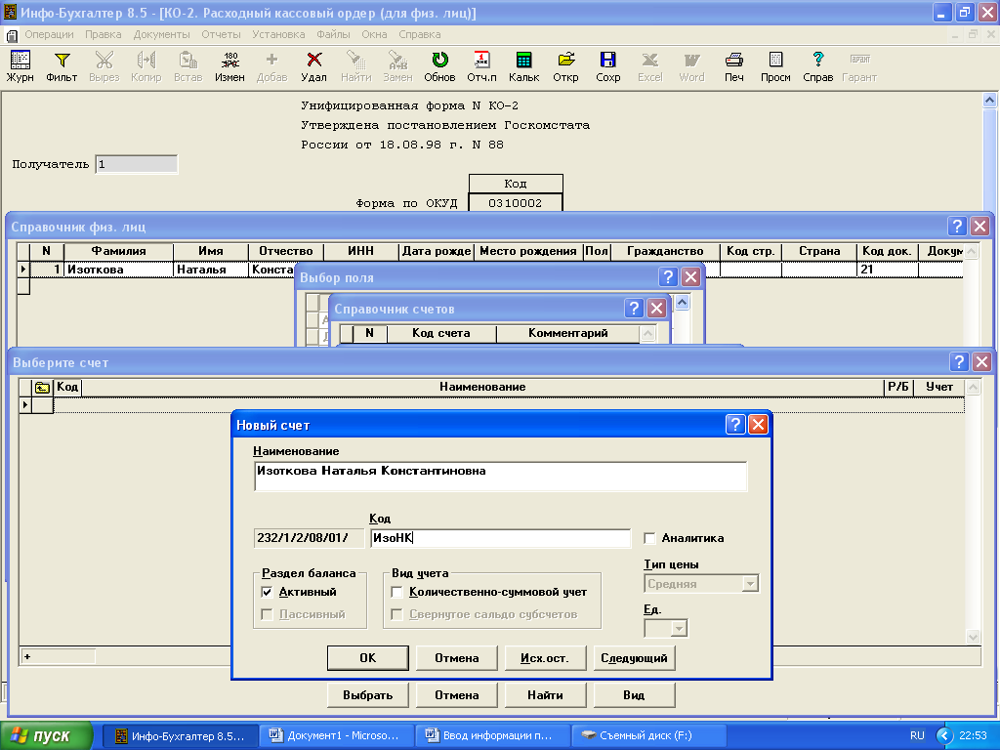 Инфо-Бухгалтер 8.5 - [КО-2. Расходный кассовый ордер (для физ. лиц)]
Операции Правка Документы Отчеты Установка Файлы Окна Справка
Журн Фильт Вырез Копир Встав Измен Добав Удал Найти Замен Обнов Отч.п Кальк Откр Сохр Excel Word Печ Просм Справ Гарант
Унифицированная форма N КО-2
Утверждена постановлением Госкомстата
России от 18.08.98 г. N 88
Получатель 1
Код
Форма по ОКУД 0310002
Справочник физ. лиц
N Фамилия Имя Отчество ИНН Дата рожде Место рождения Пол Гражданство Код стр. Страна Код док. Докум
1 Изоткова Наталья Конста 21
Выбор поля
Справочник счетов
N Код счета Комментарий
Выберите счет
Код Наименование Р/Б Учет
Новый счет
Наименование
Изоткова Наталья Константиновна
Код
232/1/2/08/01/ ИзоНК Аналитика
Раздел баланса Вид учета Тип цены
Активный Количественно-суммовой учет Средняя
Пассивный Свернутое сальдо субсчетов Ед.
+
ОК Отмена Исх.ост. Следующий
Выбрать Отмена Найти Вид
пуск Инфо-Бухгалтер 8.5... Документ1 - Microso... Ввод информации п... Съемный диск (F:) RU 22:53